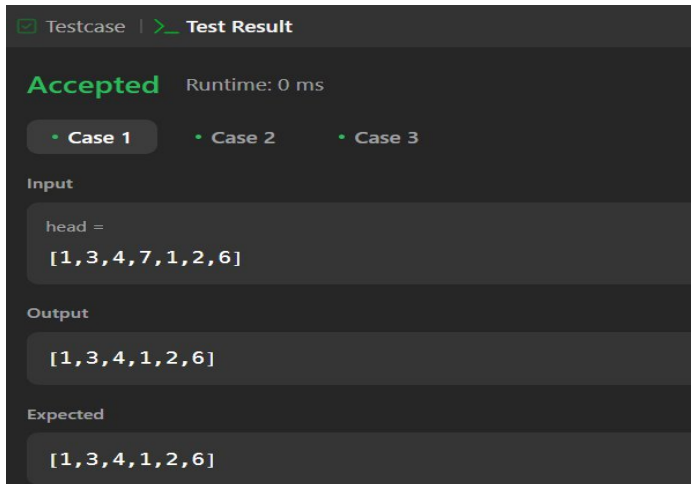 Testcase | >_ Test Result
Accepted Runtime: 0 ms
• Case 1 • Case 2 • Case 3
Input
head =
[1,3,4,7,1,2,6]
Output
[1,3,4,1,2,6]
Expected
[1,3,4,1,2,6]